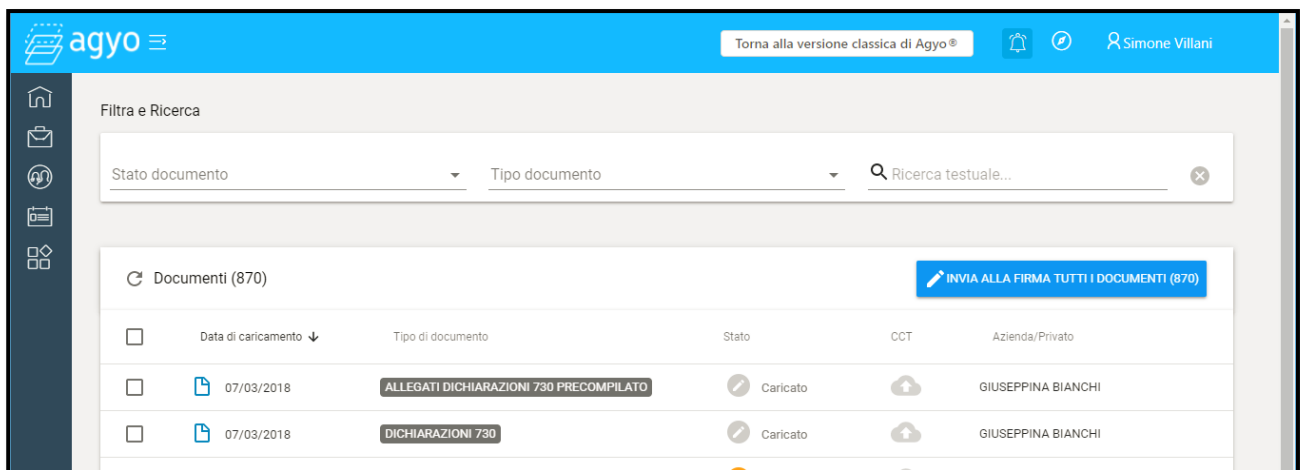 agyo Torna alla versione classica di Agyo® Simone Villani
Filtra e Ricerca
Stato documento Tipo documento Ricerca testuale...
Documenti (870) INVIA ALLA FIRMA TUTTI I DOCUMENTI (870)
Data di caricamento Tipo di documento Stato CCT Azienda/Privato
07/03/2018 ALLEGATI DICHIARAZIONI 730 PRECOMPILATO Caricato GIUSEPPINA BIANCHI
07/03/2018 DICHIARAZIONI 730 Caricato GIUSEPPINA BIANCHI